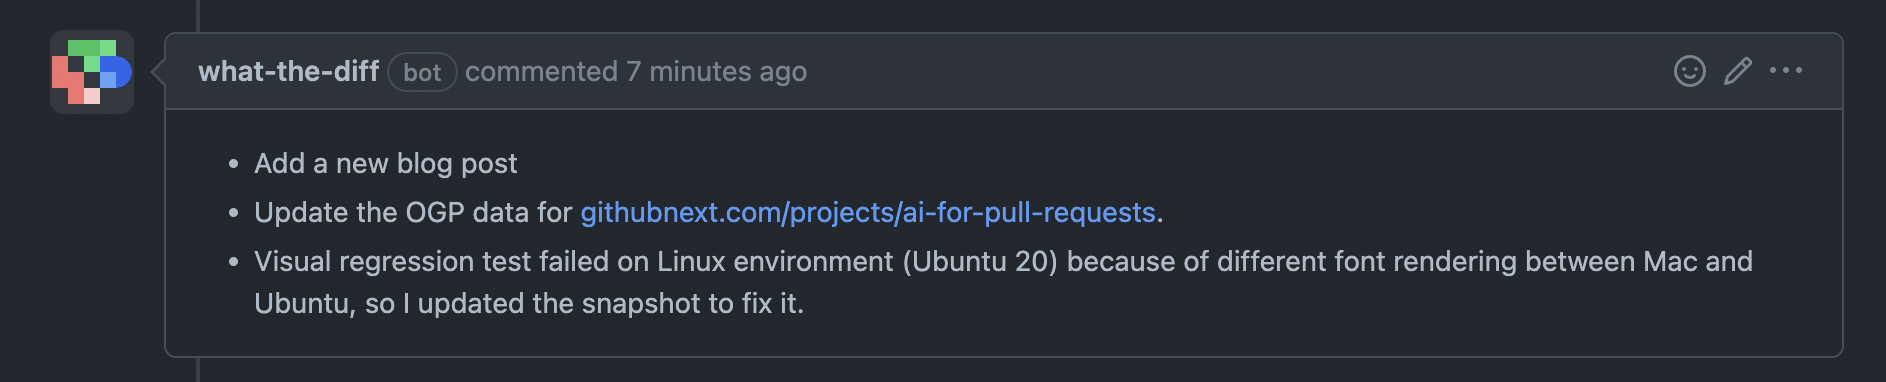 what-the-diff bot commented 7 minutes ago
• Add a new blog post
• Update the OGP data for githubnext.com/projects/ai-for-pull-requests.
• Visual regression test failed on Linux environment (Ubuntu 20) because of different font rendering between Mac and
Ubuntu, so I updated the snapshot to fix it.